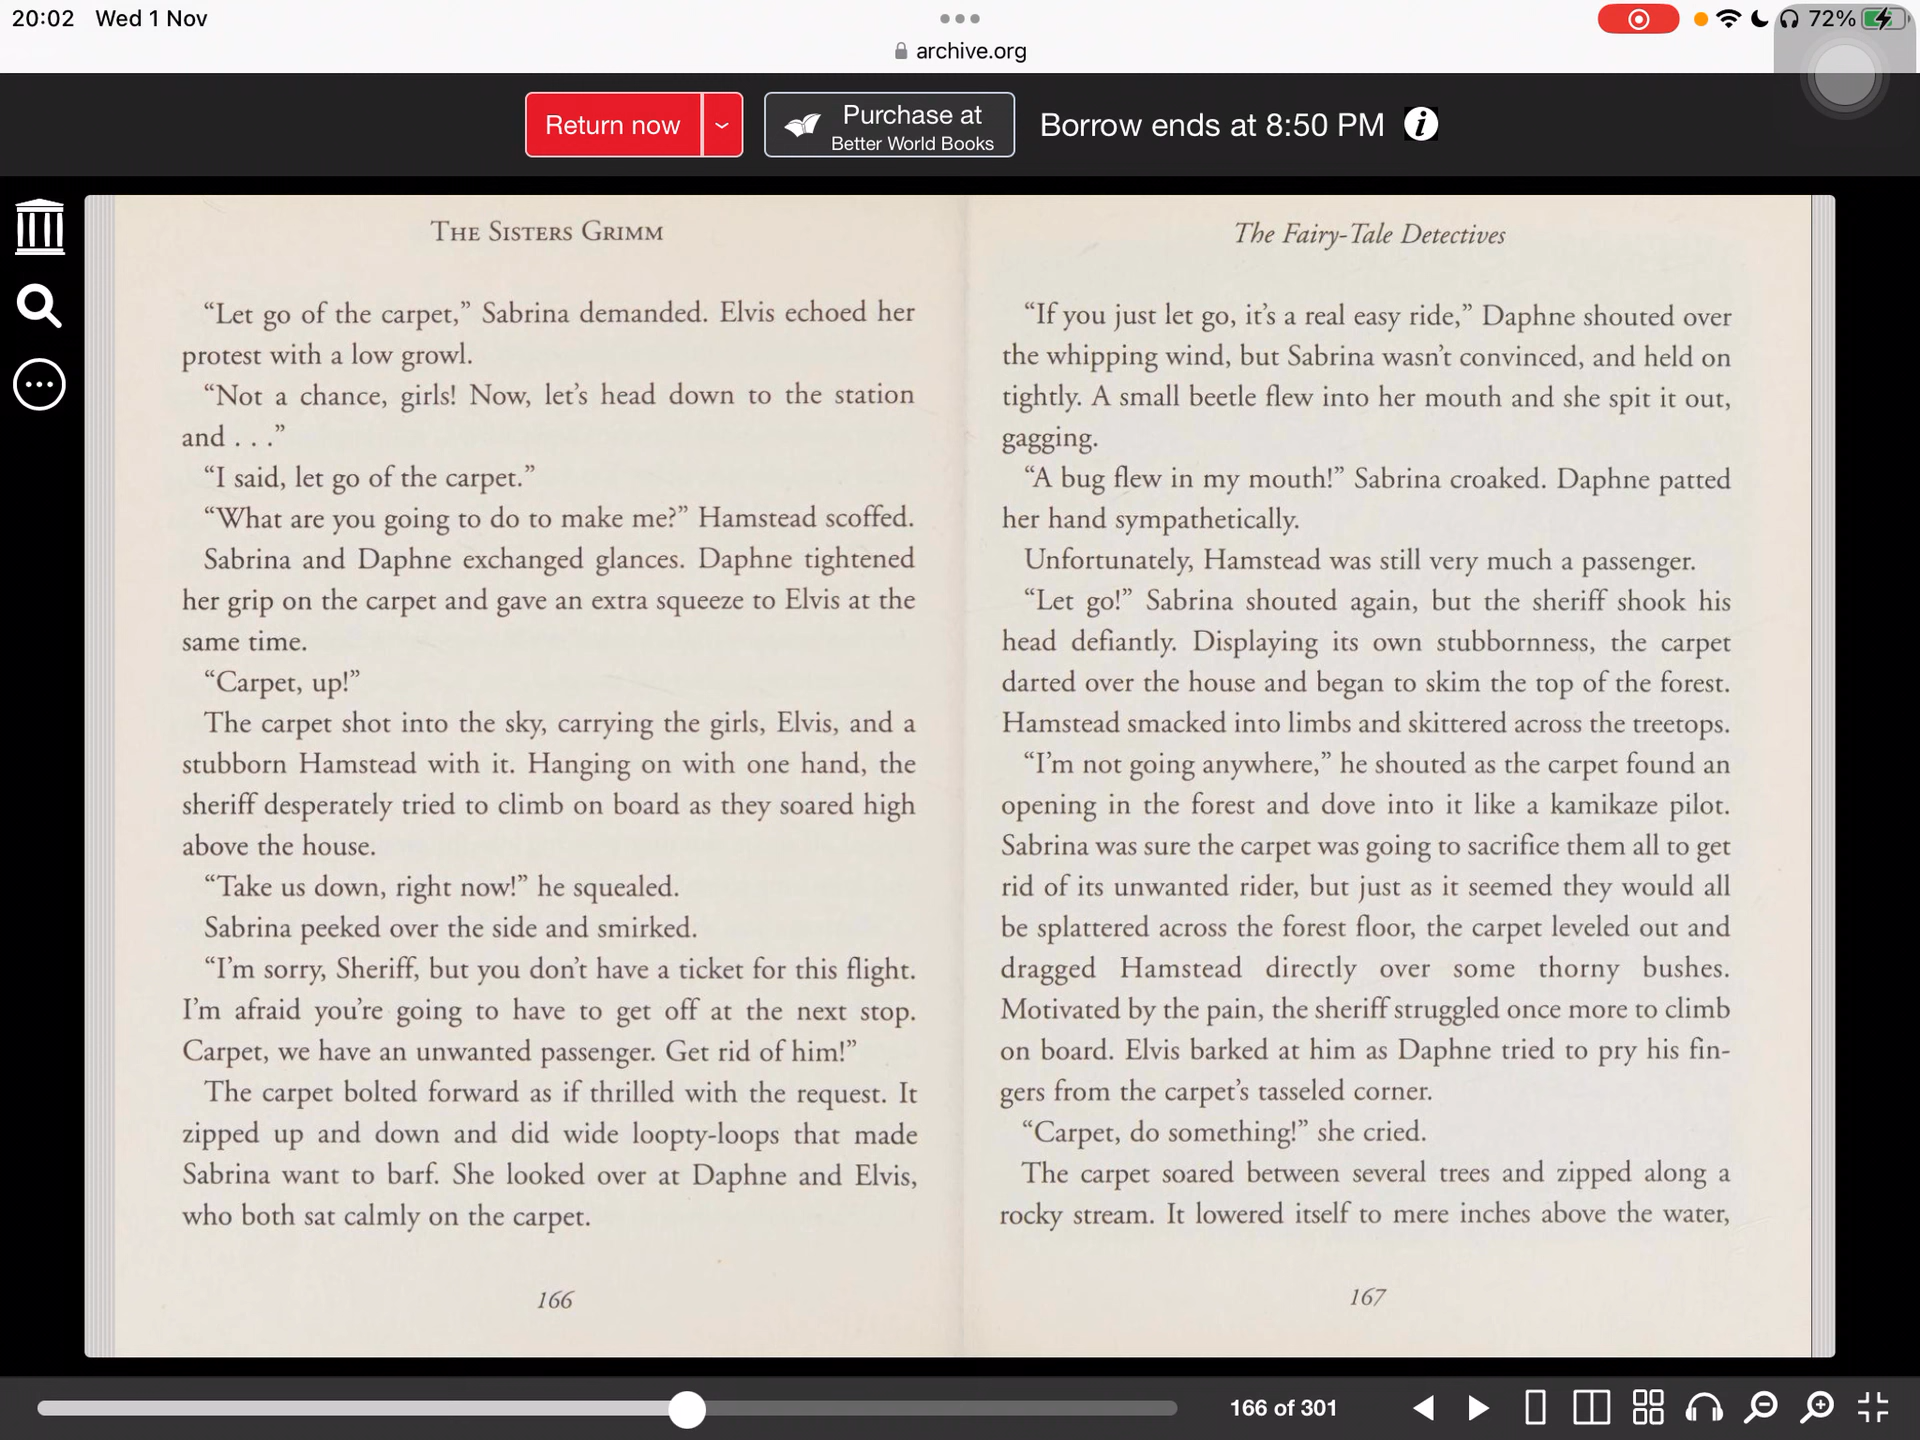 20:02 Wed 1 Nov
72%
archive.org
Return now
Purchase at
Better World Books
Borrow ends at 8:50 PM
THE SISTERS GRIMM
“Let go of the carpet,” Sabrina demanded. Elvis echoed her
protest with a low growl.
“Not a chance, girls! Now, let’s head down to the station
and . . .”
“I said, let go of the carpet.”
“What are you going to do to make me?” Hamstead scoffed.
Sabrina and Daphne exchanged glances. Daphne tightened
her grip on the carpet and gave an extra squeeze to Elvis at the
same time.
“Carpet, up!”
The carpet shot into the sky, carrying the girls, Elvis, and a
stubborn Hamstead with it. Hanging on with one hand, the
sheriff desperately tried to climb on board as they soared high
above the house.
“Take us down, right now!” he squealed.
Sabrina peeked over the side and smirked.
“I’m sorry, Sheriff, but you don’t have a ticket for this flight.
I’m afraid you’re going to have to get off at the next stop.
Carpet, we have an unwanted passenger. Get rid of him!”
The carpet bolted forward as if thrilled with the request. It
zipped up and down and did wide loopty-loops that made
Sabrina want to barf. She looked over at Daphne and Elvis,
who both sat calmly on the carpet.
166
The Fairy-Tale Detectives
“If you just let go, it’s a real easy ride,” Daphne shouted over
the whipping wind, but Sabrina wasn’t convinced, and held on
tightly. A small beetle flew into her mouth and she spit it out,
gagging.
“A bug flew in my mouth!” Sabrina croaked. Daphne patted
her hand sympathetically.
Unfortunately, Hamstead was still very much a passenger.
“Let go!” Sabrina shouted again, but the sheriff shook his
head defiantly. Displaying its own stubbornness, the carpet
darted over the house and began to skim the top of the forest.
Hamstead smacked into limbs and skittered across the treetops.
“I’m not going anywhere,” he shouted as the carpet found an
opening in the forest and dove into it like a kamikaze pilot.
Sabrina was sure the carpet was going to sacrifice them all to get
rid of its unwanted rider, but just as it seemed they would all
be splattered across the forest floor, the carpet leveled out and
dragged Hamstead directly over some thorny bushes.
Motivated by the pain, the sheriff struggled once more to climb
on board. Elvis barked at him as Daphne tried to pry his fin-
gers from the carpet’s tasseled corner.
“Carpet, do something!” she cried.
The carpet soared between several trees and zipped along a
rocky stream. It lowered itself to mere inches above the water,
167
166 of 301